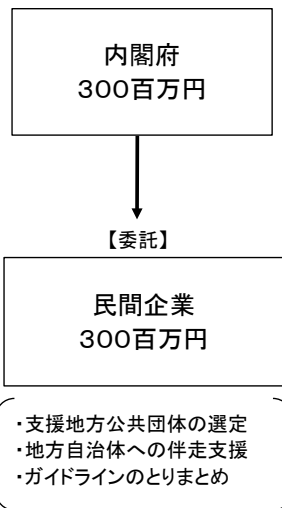 内閣府
300百万円
【委託】
民間企業
300百万円
・支援地方公共団体の選定
・地方自治体への伴走支援
・ガイドラインのとりまとめ